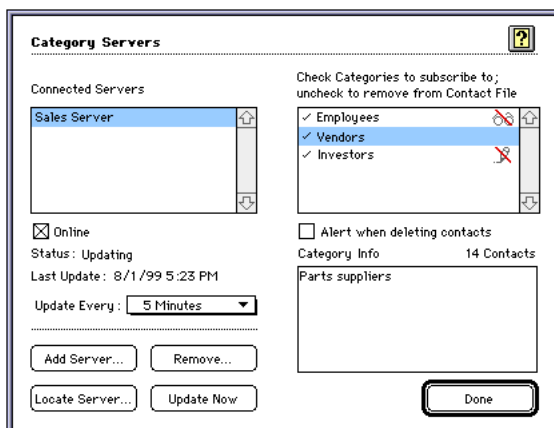 Category Servers
?
Connected Servers
Sales Server
Check Categories to subscribe to;
uncheck to remove from Contact File
✓ Employees
✓ Vendors
✓ Investors
Online
Status: Updating
Last Update: 8/1/99 5:23 PM
Update Every: 5 Minutes
Alert when deleting contacts
Category Info 14 Contacts
Parts suppliers
Add Server... Remove...
Locate Server... Update Now
Done